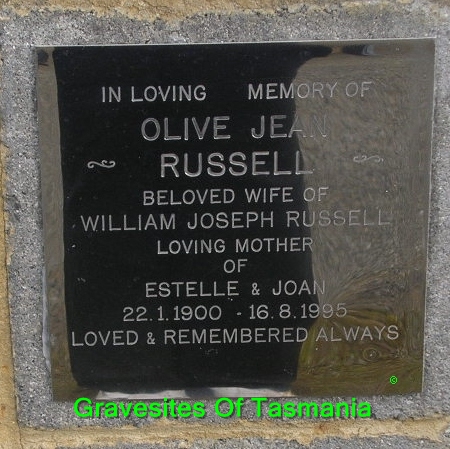 IN LOVING MEMORY OF
OLIVE JEAN
RUSSELL
BELOVED WIFE OF
WILLIAM JOSEPH RUSSELL
LOVING MOTHER
OF
ESTELLE & JOAN
22.1.1900 - 16.8.1995
LOVED & REMEMBERED ALWAYS
©
Gravesites Of Tasmania